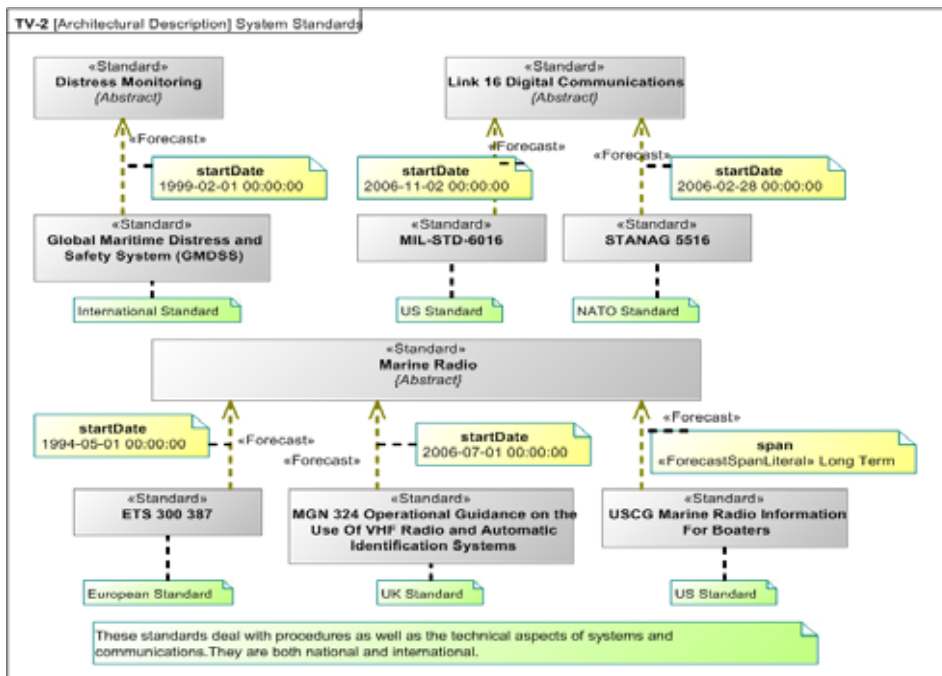 TV-2 [Architectural Description] System Standards
«Standard»
Distress Monitoring
{Abstract}
«Standard»
Link 16 Digital Communications
{Abstract}
«Forecast»
«Forecast»
«Forecast»
startDate
1999-02-01 00:00:00
startDate
2006-11-02 00:00:00
startDate
2006-02-28 00:00:00
«Standard»
Global Maritime Distress and
Safety System (GMDSS)
«Standard»
MIL-STD-6016
«Standard»
STANAG 5516
International Standard
US Standard
NATO Standard
«Standard»
Marine Radio
{Abstract}
startDate
1994-05-01 00:00:00
«Forecast»
«Forecast»
startDate
2006-07-01 00:00:00
«Forecast»
span
«ForecastSpanLiteral» Long Term
«Standard»
ETS 300 387
«Standard»
MGN 324 Operational Guidance on the
Use Of VHF Radio and Automatic
Identification Systems
«Standard»
USCG Marine Radio Information
For Boaters
European Standard
UK Standard
US Standard
These standards deal with procedures as well as the technical aspects of systems and
communications.They are both national and international.